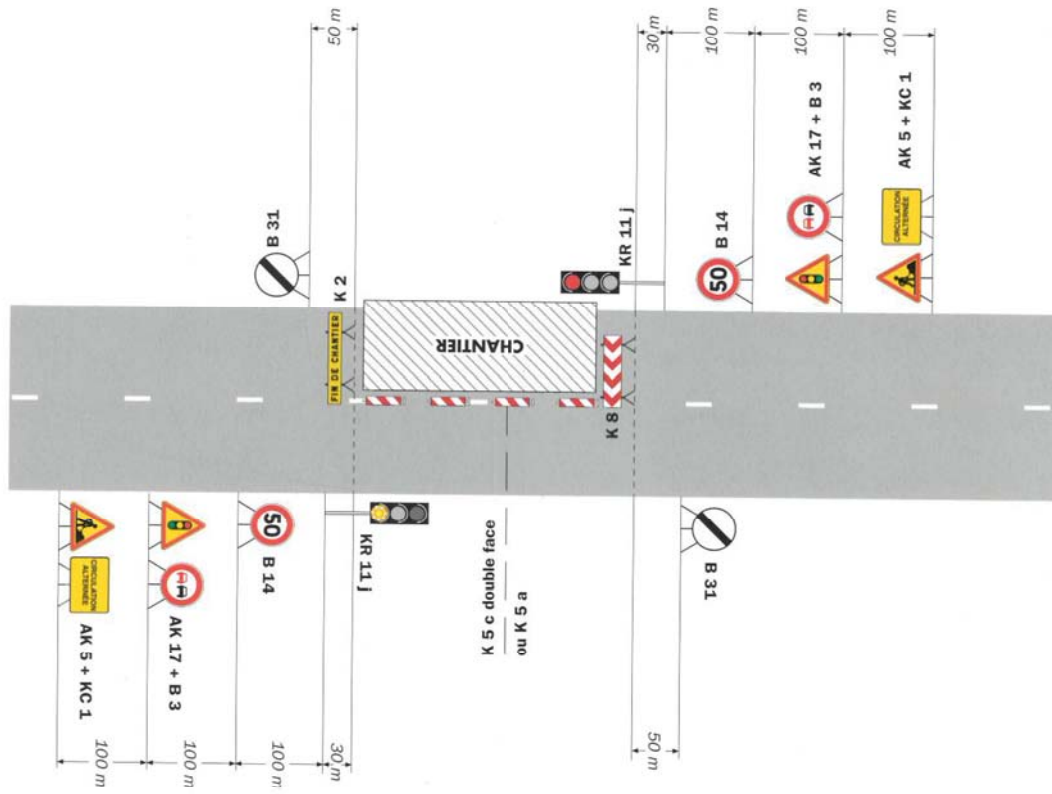 50 m
B 31
K 2
FIN DE CHANTIER
CHANTIER
K 8
KR 11 j
30 m
100 m
100 m
100 m
50
B 14
AK 17 + B 3
CIRCULATION
ALTERNÉE
AK 5 + KC 1
CIRCULATION
ALTERNÉE
AK 5 + KC 1
AK 17 + B 3
50
B 14
KR 11 j
K 5 c double face
ou K 5 a
B 31
100 m
100 m
100 m
30 m
50 m